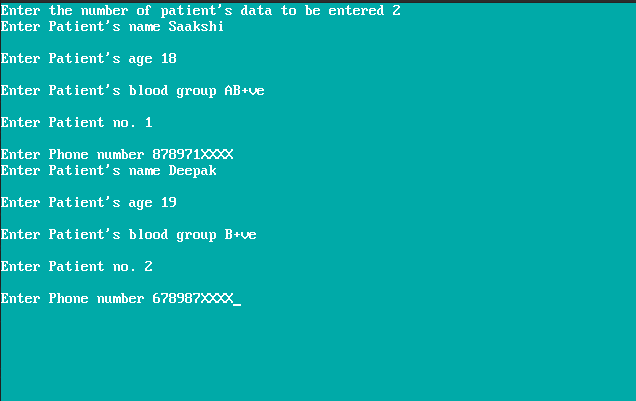 Enter the number of patient's data to be entered 2
Enter Patient's name Saakshi
Enter Patient's age 18
Enter Patient's blood group AB+ve
Enter Patient no. 1
Enter Phone number 878971XXXX
Enter Patient's name Deepak
Enter Patient's age 19
Enter Patient's blood group B+ve
Enter Patient no. 2
Enter Phone number 678987XXXX_